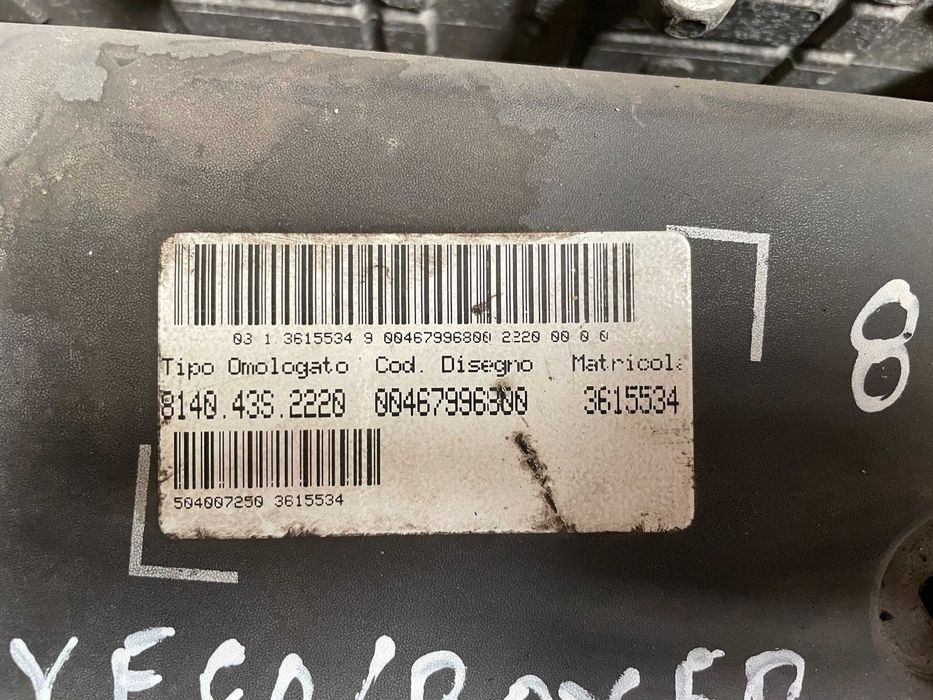 03 1 3615534 9 00467996800 2220 00 0 0
Tipo Omologato Cod. Disegno Matricola
8140.43S.2220 00467996800 3615534
504007250 3615534
8